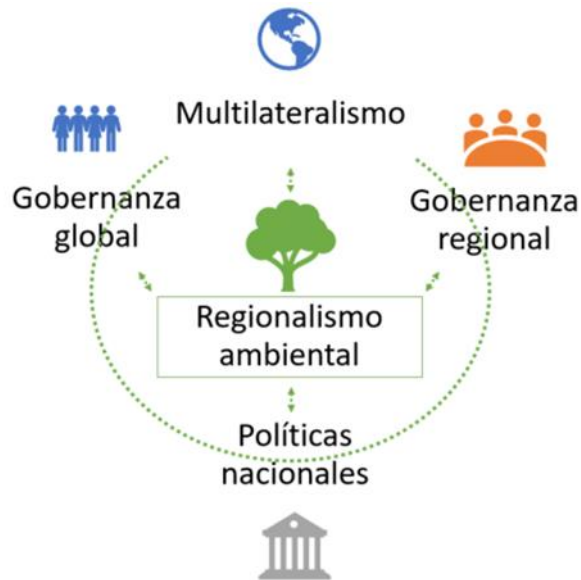 Multilateralismo
Gobernanza
global
Gobernanza
regional
Regionalismo
ambiental
Políticas
nacionales